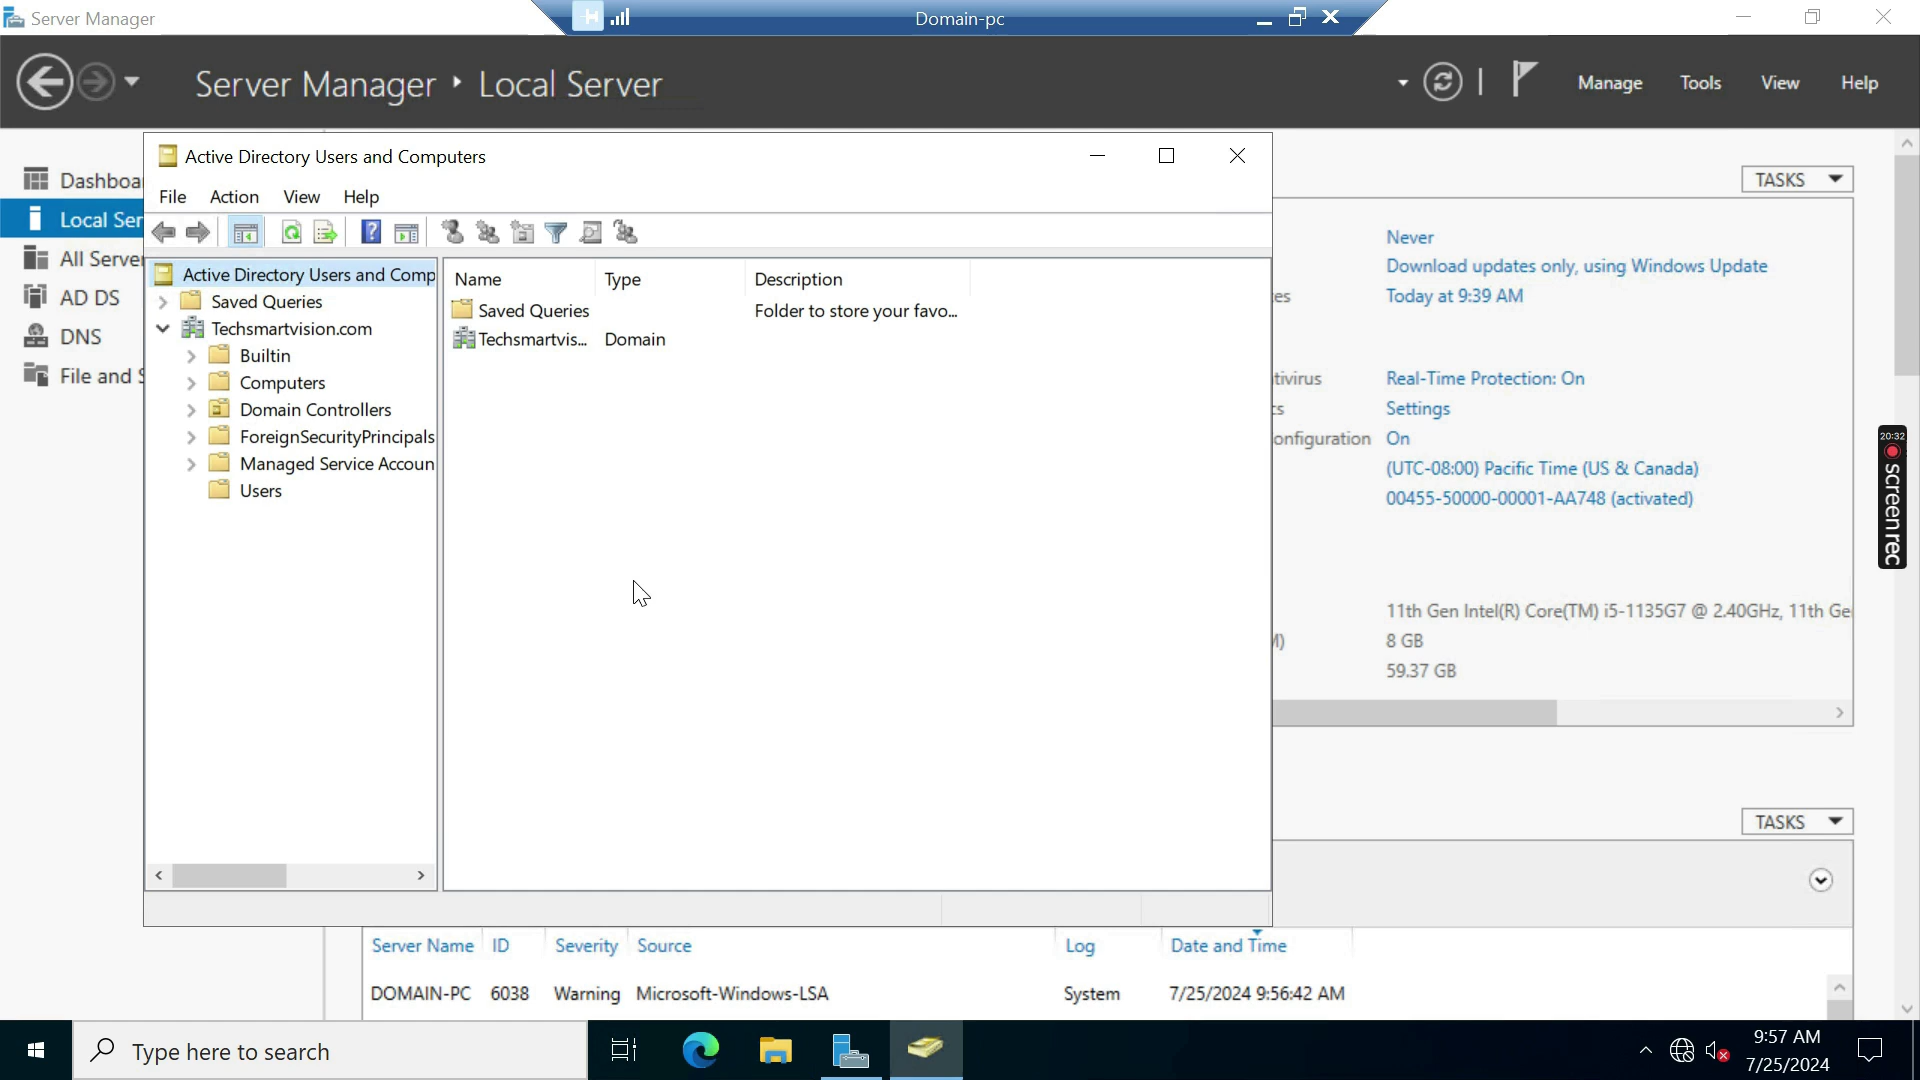 Server Manager
Domain-pc
Server Manager
Local Server
Manage
Tools
View
Help
Active Directory Users and Computers
File
Action
View
Help
Dashboa
Local Ser
All Server
AD DS
DNS
File and S
Active Directory Users and Comp
Saved Queries
Techsmartvision.com
Builtin
Computers
Domain Controllers
ForeignSecurityPrincipals
Managed Service Accoun
Users
Name
Type
Description
Saved Queries
Folder to store your favo...
Techsmartvis...
Domain
TASKS
Never
Download updates only, using Windows Update
es
Today at 9:39 AM
tivirus
Real-Time Protection: On
cs
Settings
onfiguration
On
(UTC-08:00) Pacific Time (US & Canada)
00455-50000-00001-AA748 (activated)
11th Gen Intel(R) Core(TM) i5-1135G7 @ 2.40GHz, 11th Ge
M)
8 GB
59.37 GB
20:32
screenrec
TASKS
Server Name
ID
Severity
Source
Log
Date and Time
DOMAIN-PC
6038
Warning
Microsoft-Windows-LSA
System
7/25/2024 9:56:42 AM
Type here to search
9:57 AM
7/25/2024